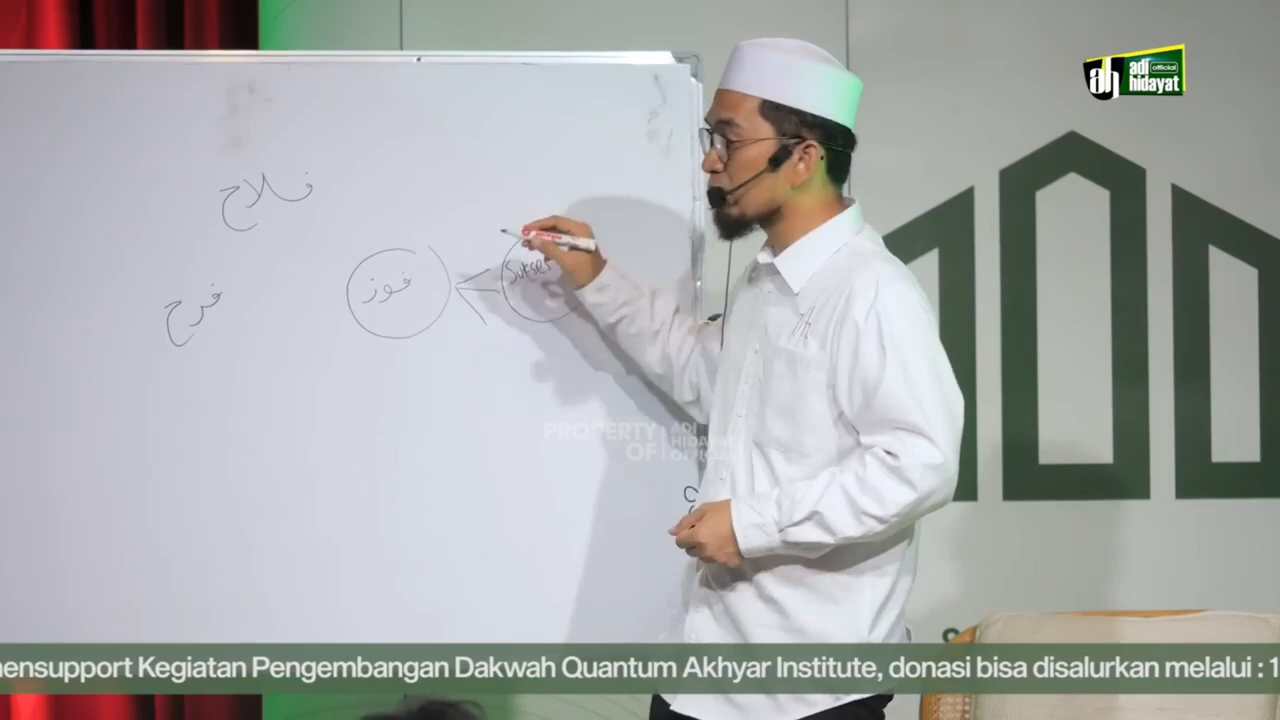 adi official
hidayat
فلاح
فوز
Sukses
فرح
PROPERTY OF
ADI HIDAYAT OFFICIAL
mensupport Kegiatan Pengembangan Dakwah Quantum Akhyar Institute, donasi bisa disalurkan melalui : 1